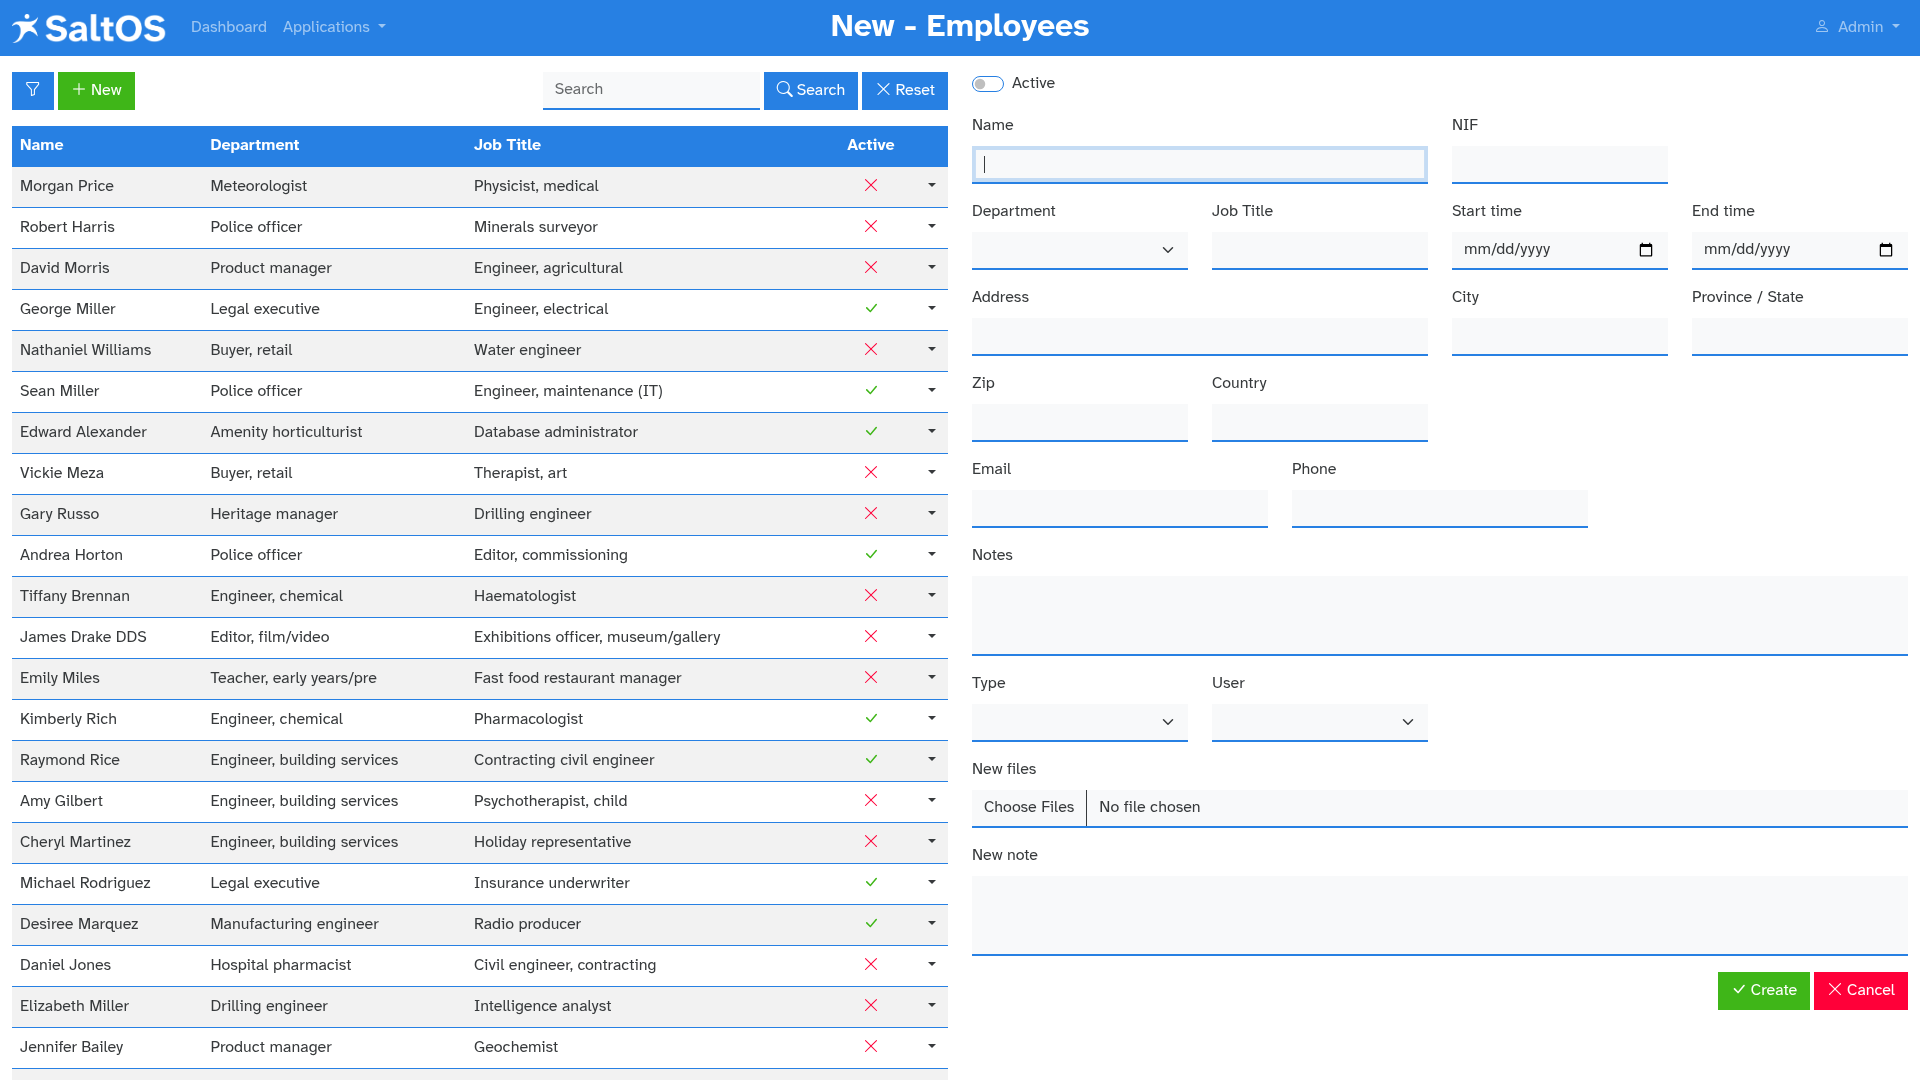 SaltOS Dashboard Applications New - Employees Admin
New Search Search Reset
Name Department Job Title Active
Morgan Price Meteorologist Physicist, medical
Robert Harris Police officer Minerals surveyor
David Morris Product manager Engineer, agricultural
George Miller Legal executive Engineer, electrical
Nathaniel Williams Buyer, retail Water engineer
Sean Miller Police officer Engineer, maintenance (IT)
Edward Alexander Amenity horticulturist Database administrator
Vickie Meza Buyer, retail Therapist, art
Gary Russo Heritage manager Drilling engineer
Andrea Horton Police officer Editor, commissioning
Tiffany Brennan Engineer, chemical Haematologist
James Drake DDS Editor, film/video Exhibitions officer, museum/gallery
Emily Miles Teacher, early years/pre Fast food restaurant manager
Kimberly Rich Engineer, chemical Pharmacologist
Raymond Rice Engineer, building services Contracting civil engineer
Amy Gilbert Engineer, building services Psychotherapist, child
Cheryl Martinez Engineer, building services Holiday representative
Michael Rodriguez Legal executive Insurance underwriter
Desiree Marquez Manufacturing engineer Radio producer
Daniel Jones Hospital pharmacist Civil engineer, contracting
Elizabeth Miller Drilling engineer Intelligence analyst
Jennifer Bailey Product manager Geochemist
Active
Name NIF
Department Job Title Start time End time
mm/dd/yyyy mm/dd/yyyy
Address City Province / State
Zip Country
Email Phone
Notes
Type User
New files
Choose Files No file chosen
New note
Create Cancel